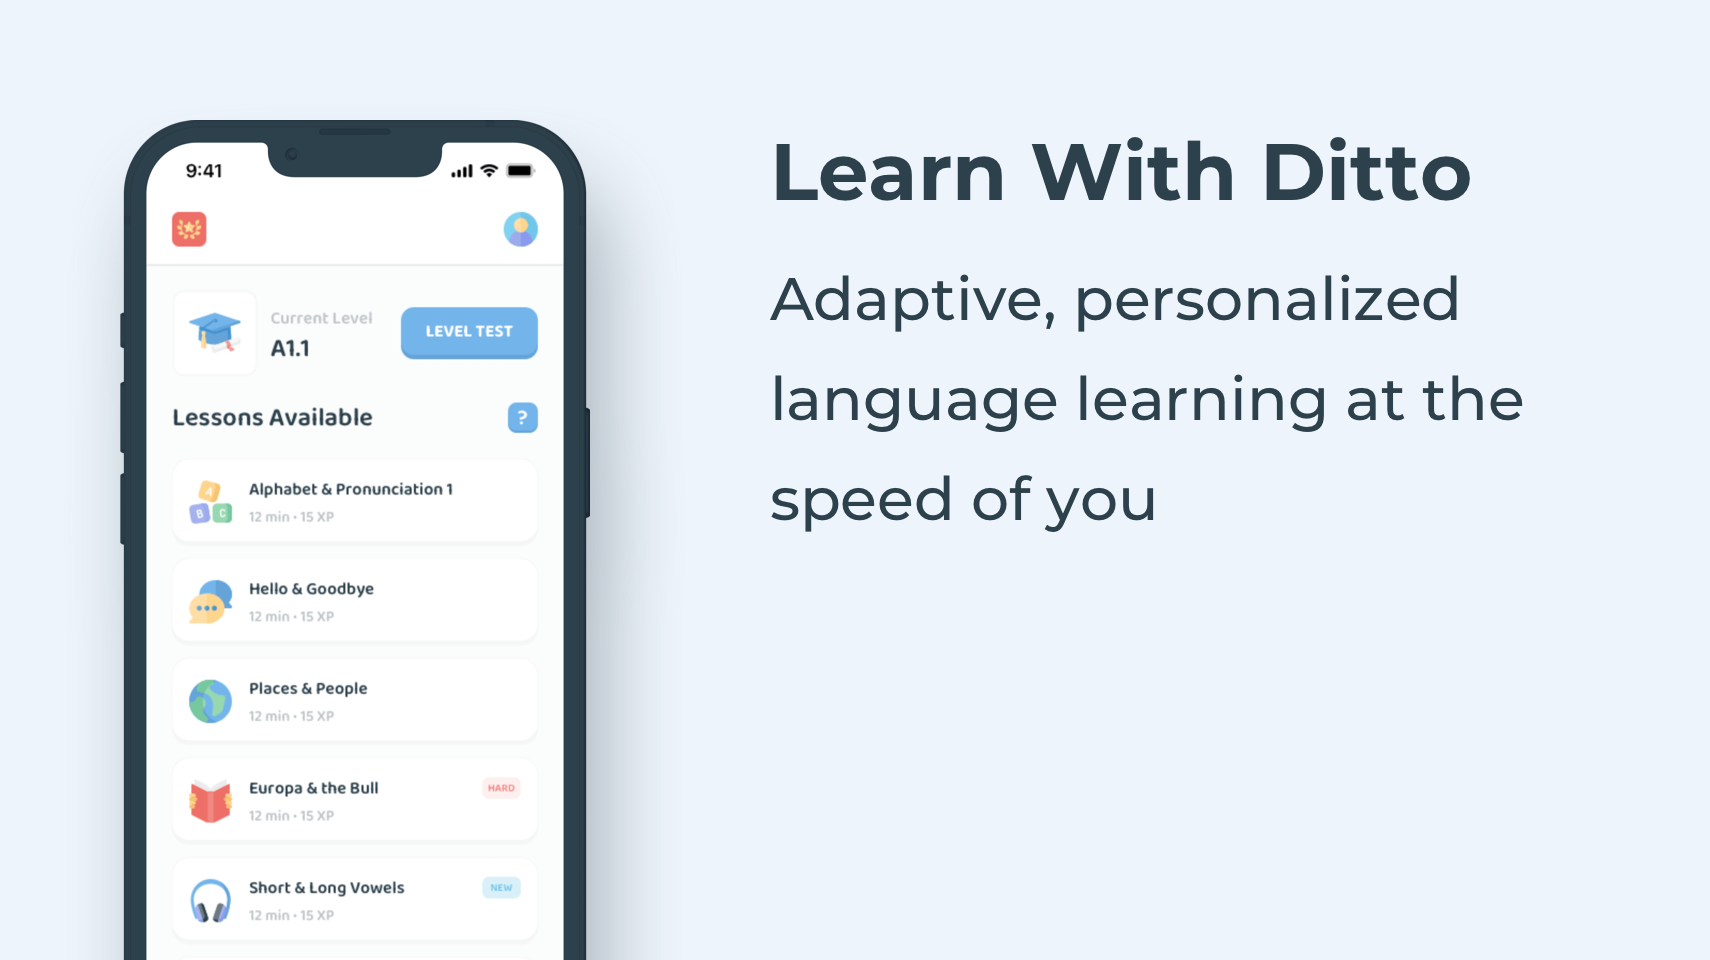 9:41
Learn With Ditto
Adaptive, personalized
language learning at the
speed of you
Current Level
A1.1
LEVEL TEST
Lessons Available
?
A
B
C
Alphabet & Pronunciation 1
12 min • 15 XP
Hello & Goodbye
12 min • 15 XP
Places & People
12 min • 15 XP
Europa & the Bull
HARD
12 min • 15 XP
Short & Long Vowels
NEW
12 min • 15 XP